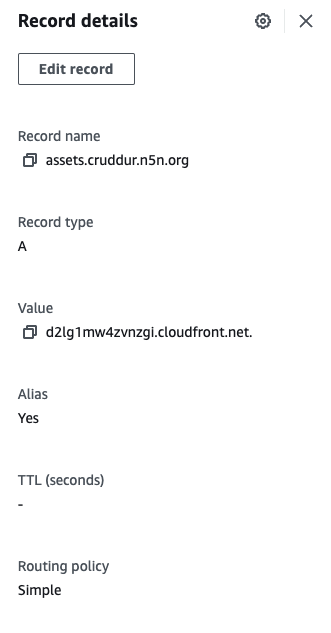 Record details
Edit record
Record name
assets.cruddur.n5n.org
Record type
A
Value
d2lg1mw4zvnzgi.cloudfront.net.
Alias
Yes
TTL (seconds)
-
Routing policy
Simple